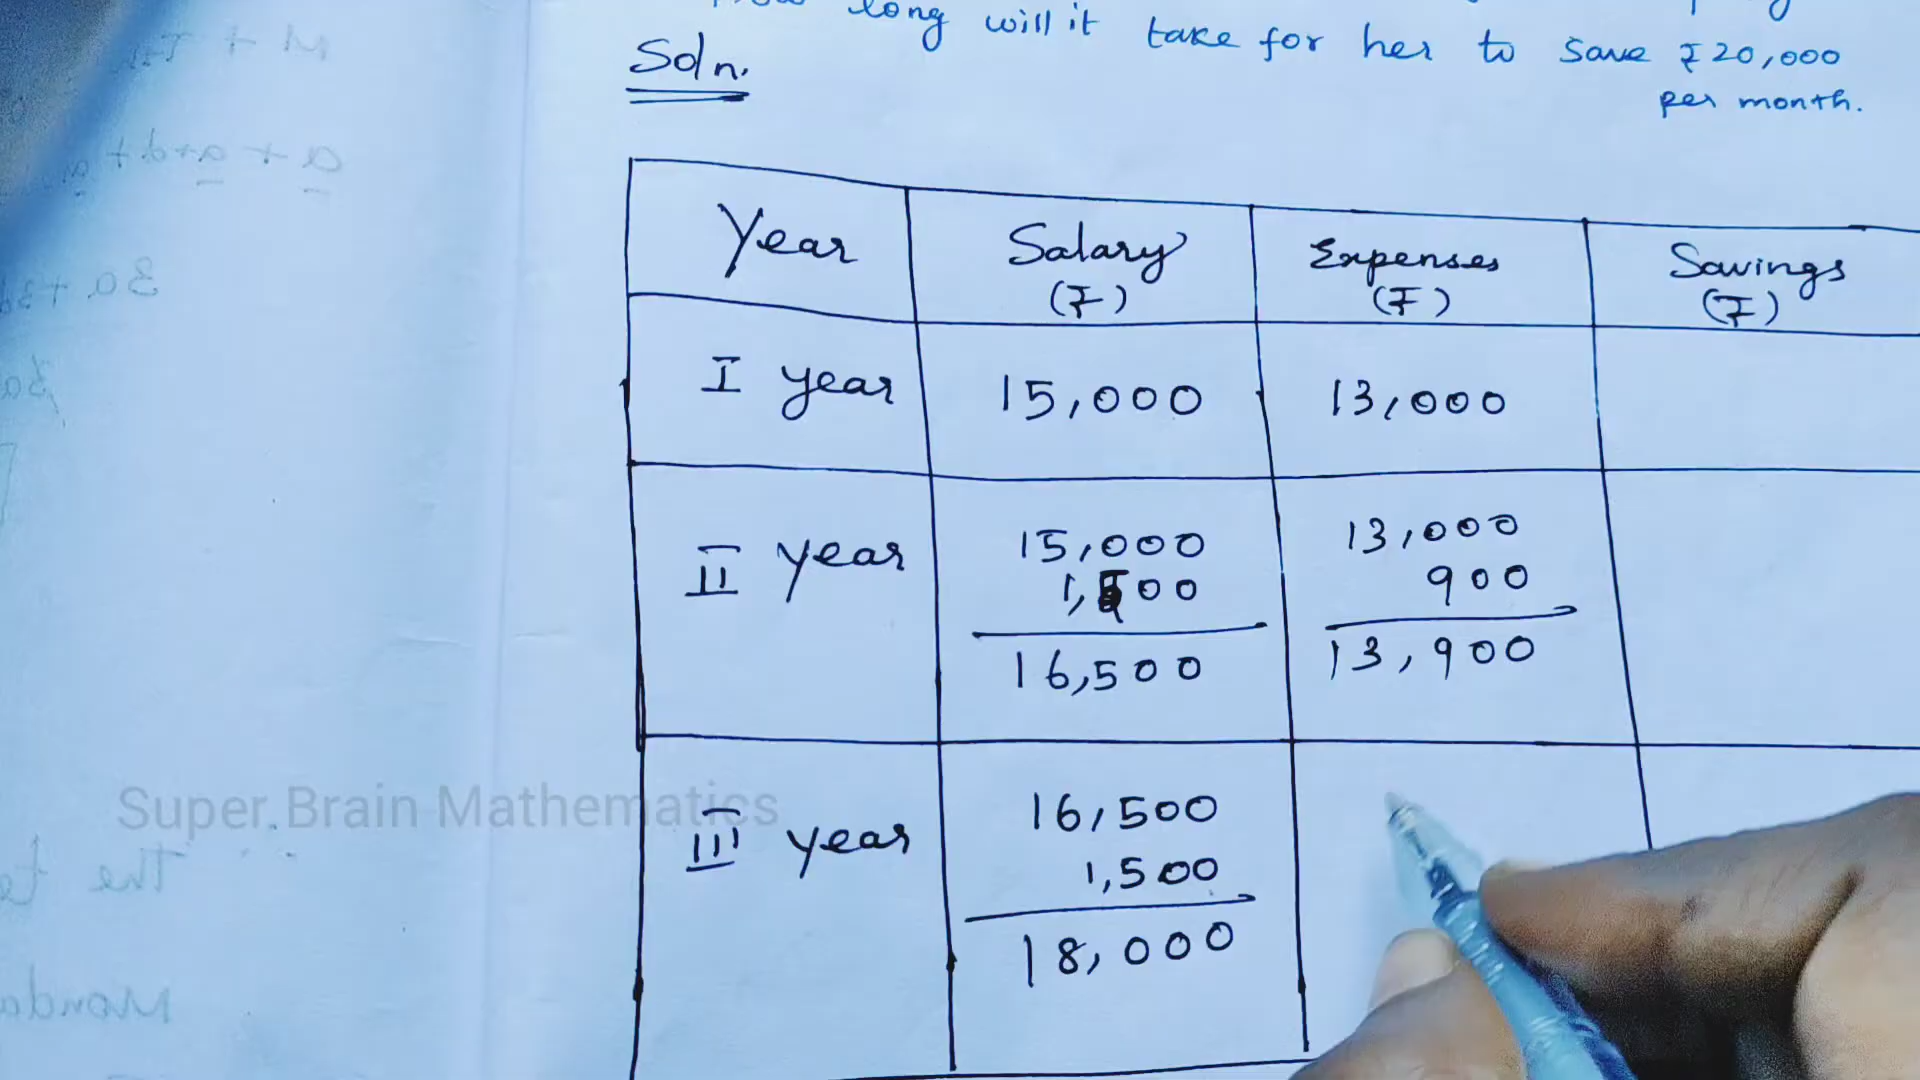 long will it take for her to save ₹20,000
per month.
Soln.
Year Salary (₹) Expenses (₹) Savings (₹)
I year 15,000 13,000
II year
15,000 13,000
1,500 900
16,500 13,900
III year
16,500
1,500
18,000
Super Brain Mathematics